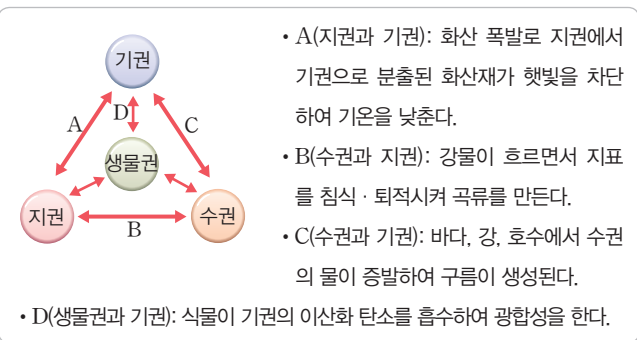 기권
A
D
C
생물권
지권
수권
B
• A(지권과 기권): 화산 폭발로 지권에서
기권으로 분출된 화산재가 햇빛을 차단
하여 기온을 낮춘다.
• B(수권과 지권): 강물이 흐르면서 지표
를 침식 · 퇴적시켜 곡류를 만든다.
• C(수권과 기권): 바다, 강, 호수에서 수권
의 물이 증발하여 구름이 생성된다.
• D(생물권과 기권): 식물이 기권의 이산화 탄소를 흡수하여 광합성을 한다.